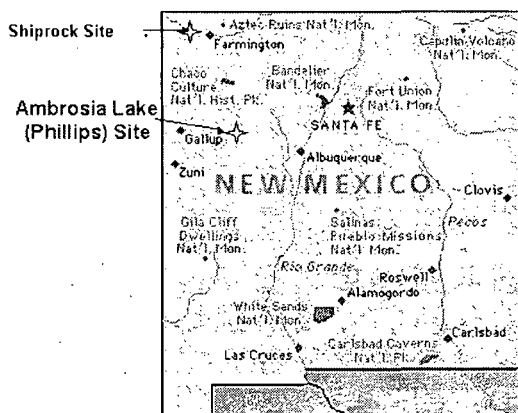 Shiprock Site
Aztec Ruins Nat'l. Mon.
Farmington
Capulin Volcano
Nat'l. Mon.
Chaco
Culture
Nat'l. Hist. Pk.
Bandelier
Nat'l. Mon.
Fort Union
Nat'l. Mon.
SANTA FE
Ambrosia Lake
(Phillips) Site
Gallup
Albuquerque
Zuni
NEW MEXICO
Clovis
Gila Cliff
Dwellings
Nat'l. Mon.
Salinas
Pueblo Missions
Nat'l. Mon.
Pecos
Rio Grande
Roswell
White Sands
Nat'l. Mon.
Alamogordo
Las Cruces
Carlsbad Caverns
Nat'l. Pk.
Carlsbad